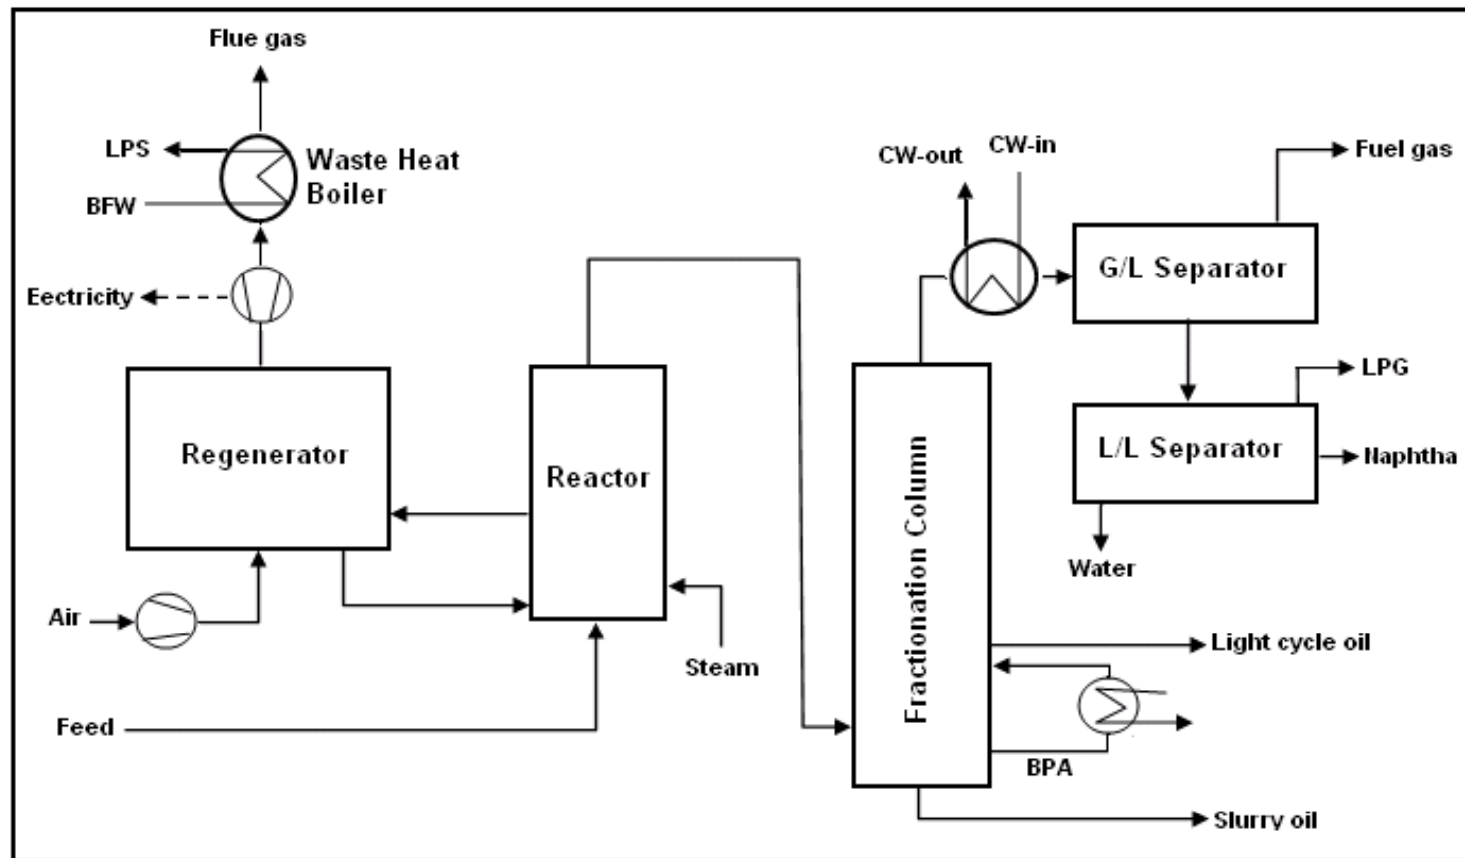 Flue gas
LPS
Waste Heat
Boiler
BFW
Eectricity
CW-out
CW-in
Fuel gas
G/L Separator
LPG
L/L Separator
Naphtha
Water
Regenerator
Reactor
Fractionation Column
Air
Steam
Feed
Light cycle oil
BPA
Slurry oil